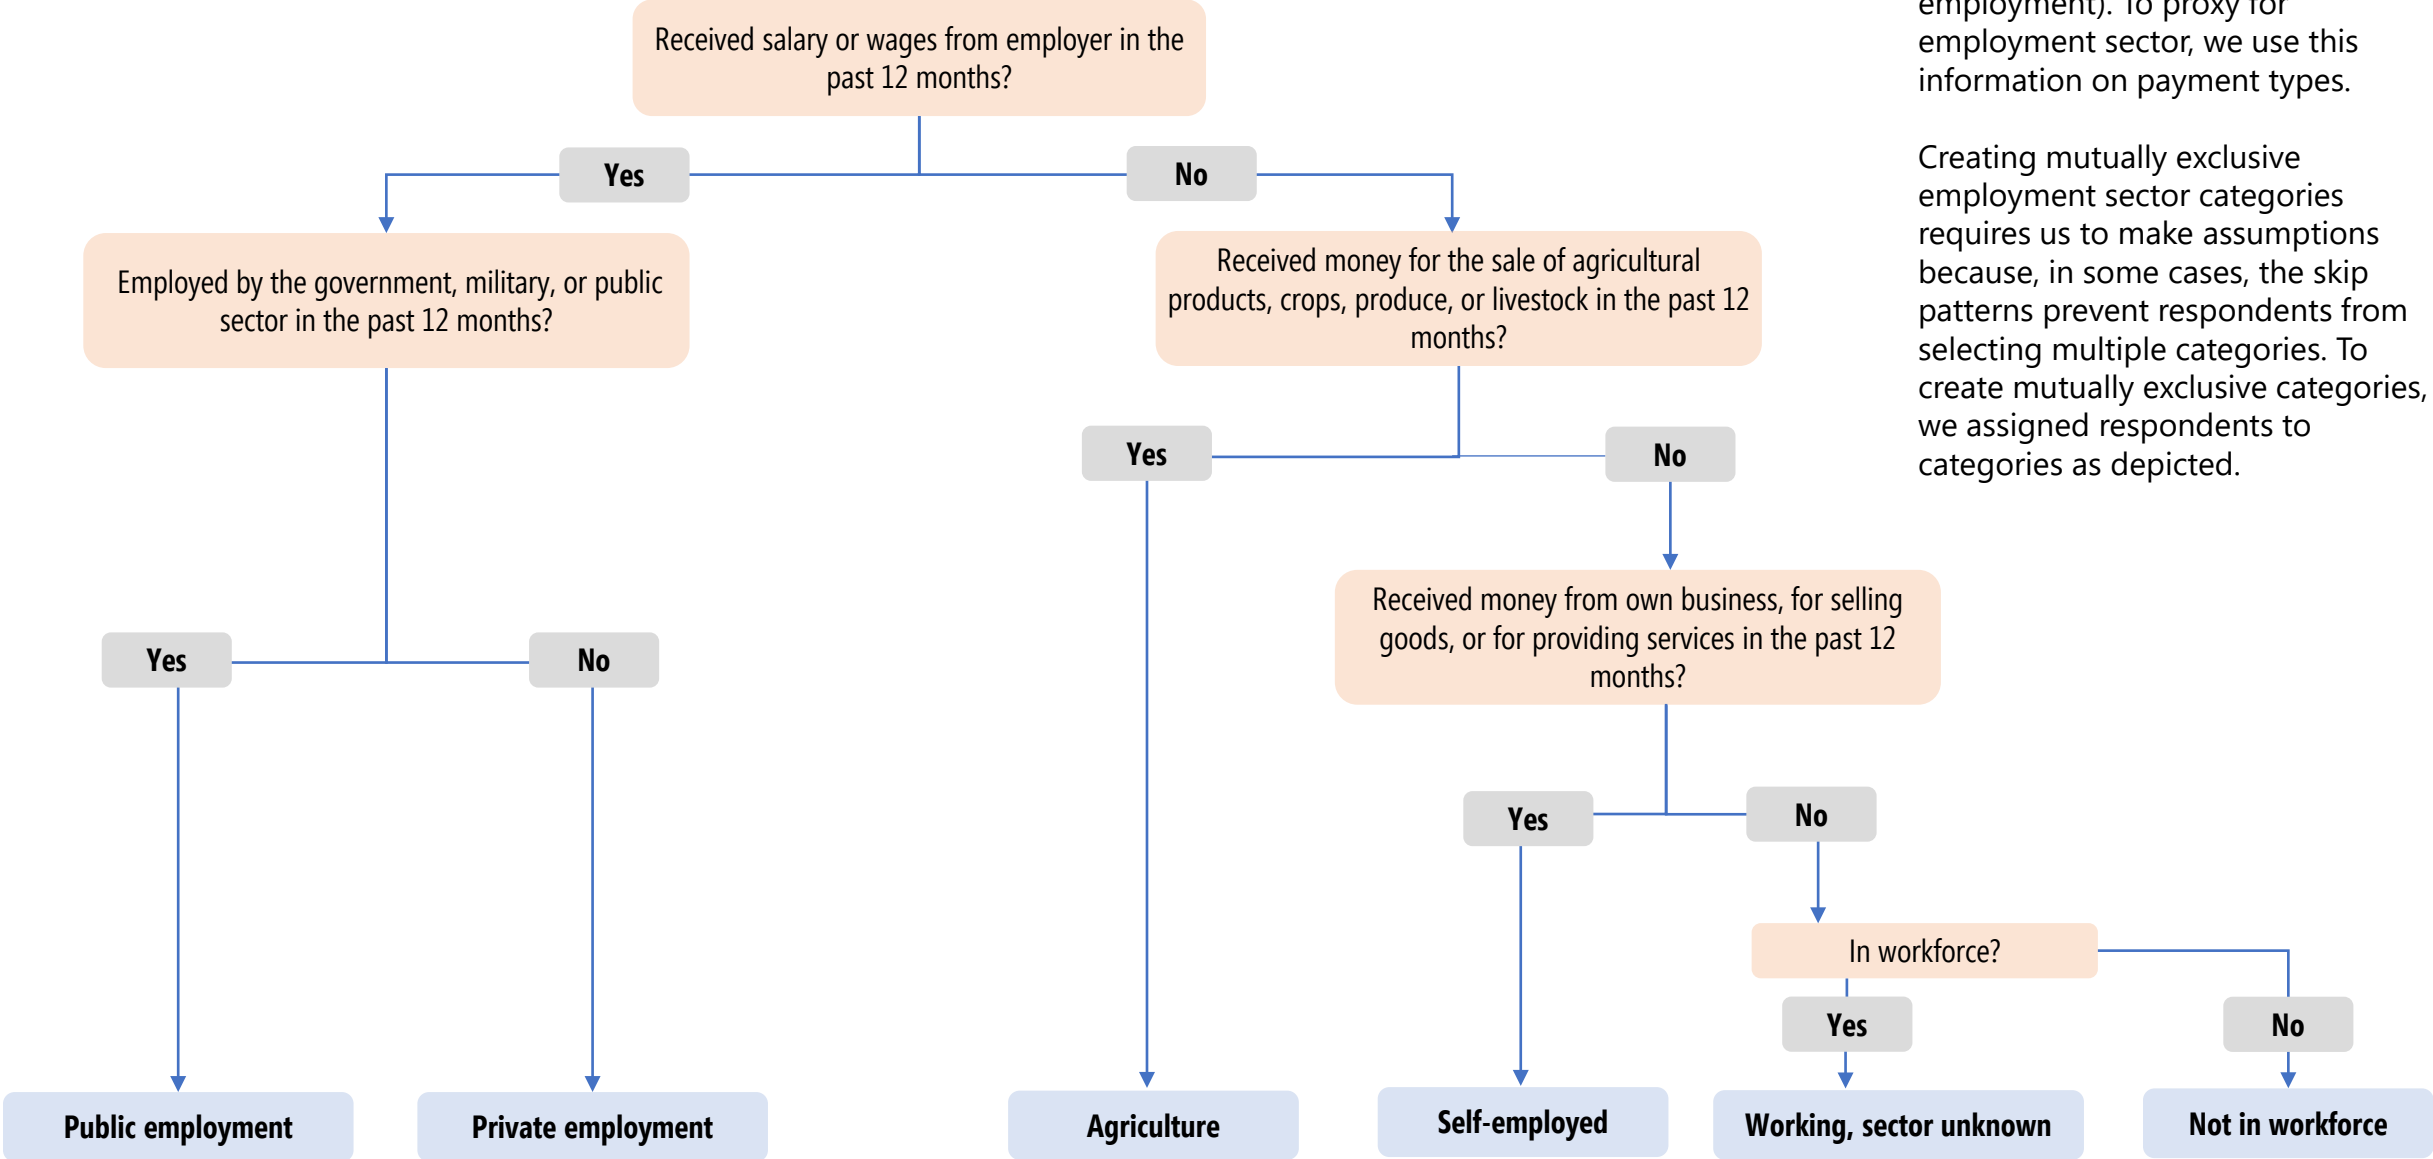 Received salary or wages from employer in the
past 12 months?
Yes
No
Employed by the government, military, or public
sector in the past 12 months?
Received money for the sale of agricultural
products, crops, produce, or livestock in the past 12
months?
Yes
No
Received money from own business, for selling
goods, or for providing services in the past 12
months?
Yes
No
Yes
No
In workforce?
Yes
No
Public employment
Private employment
Agriculture
Self-employed
Working, sector unknown
Not in workforce
employment). To proxy for
employment sector, we use this
information on payment types.
Creating mutually exclusive
employment sector categories
requires us to make assumptions
because, in some cases, the skip
patterns prevent respondents from
selecting multiple categories. To
create mutually exclusive categories,
we assigned respondents to
categories as depicted.